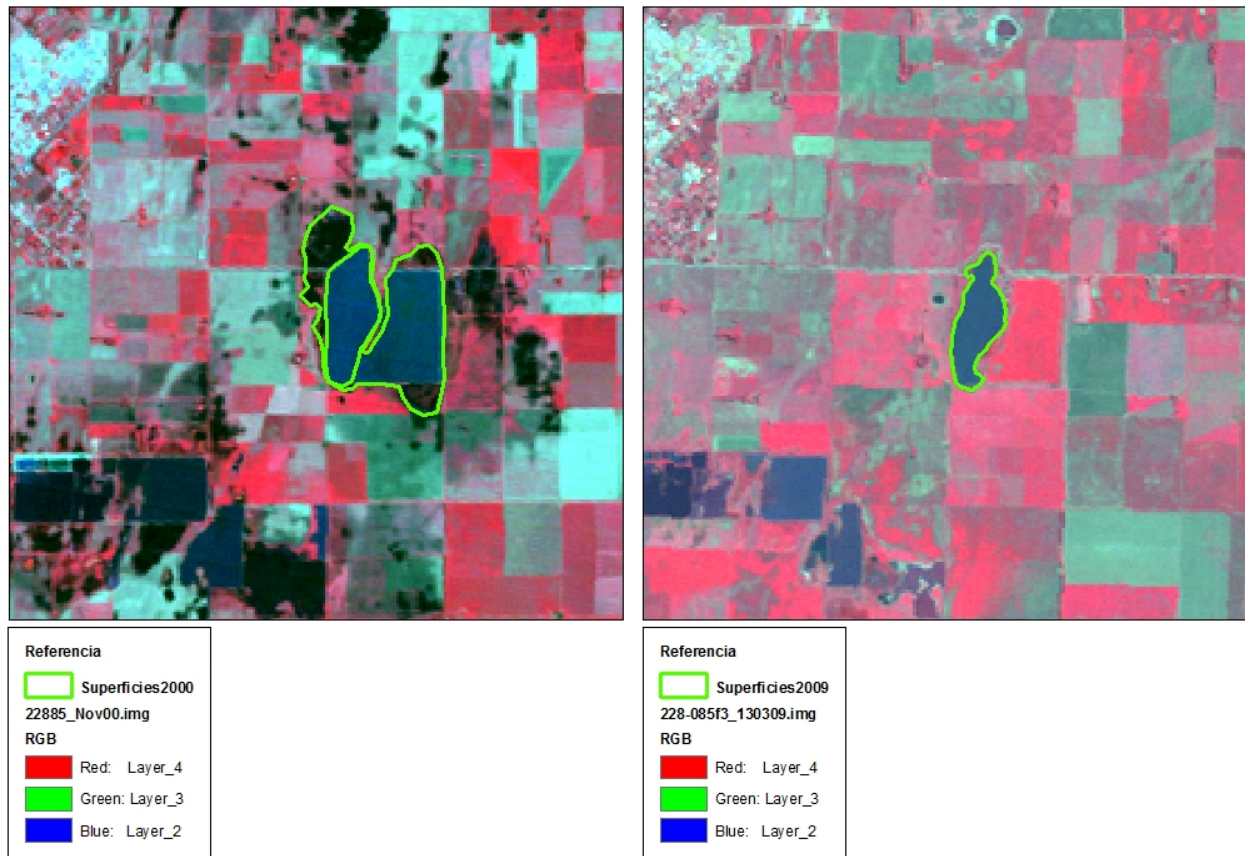 Referencia
Superficies2000
22885_Nov00.img
RGB
Red: Layer_4
Green: Layer_3
Blue: Layer_2
Referencia
Superficies2009
228-085f3_130309.img
RGB
Red: Layer_4
Green: Layer_3
Blue: Layer_2